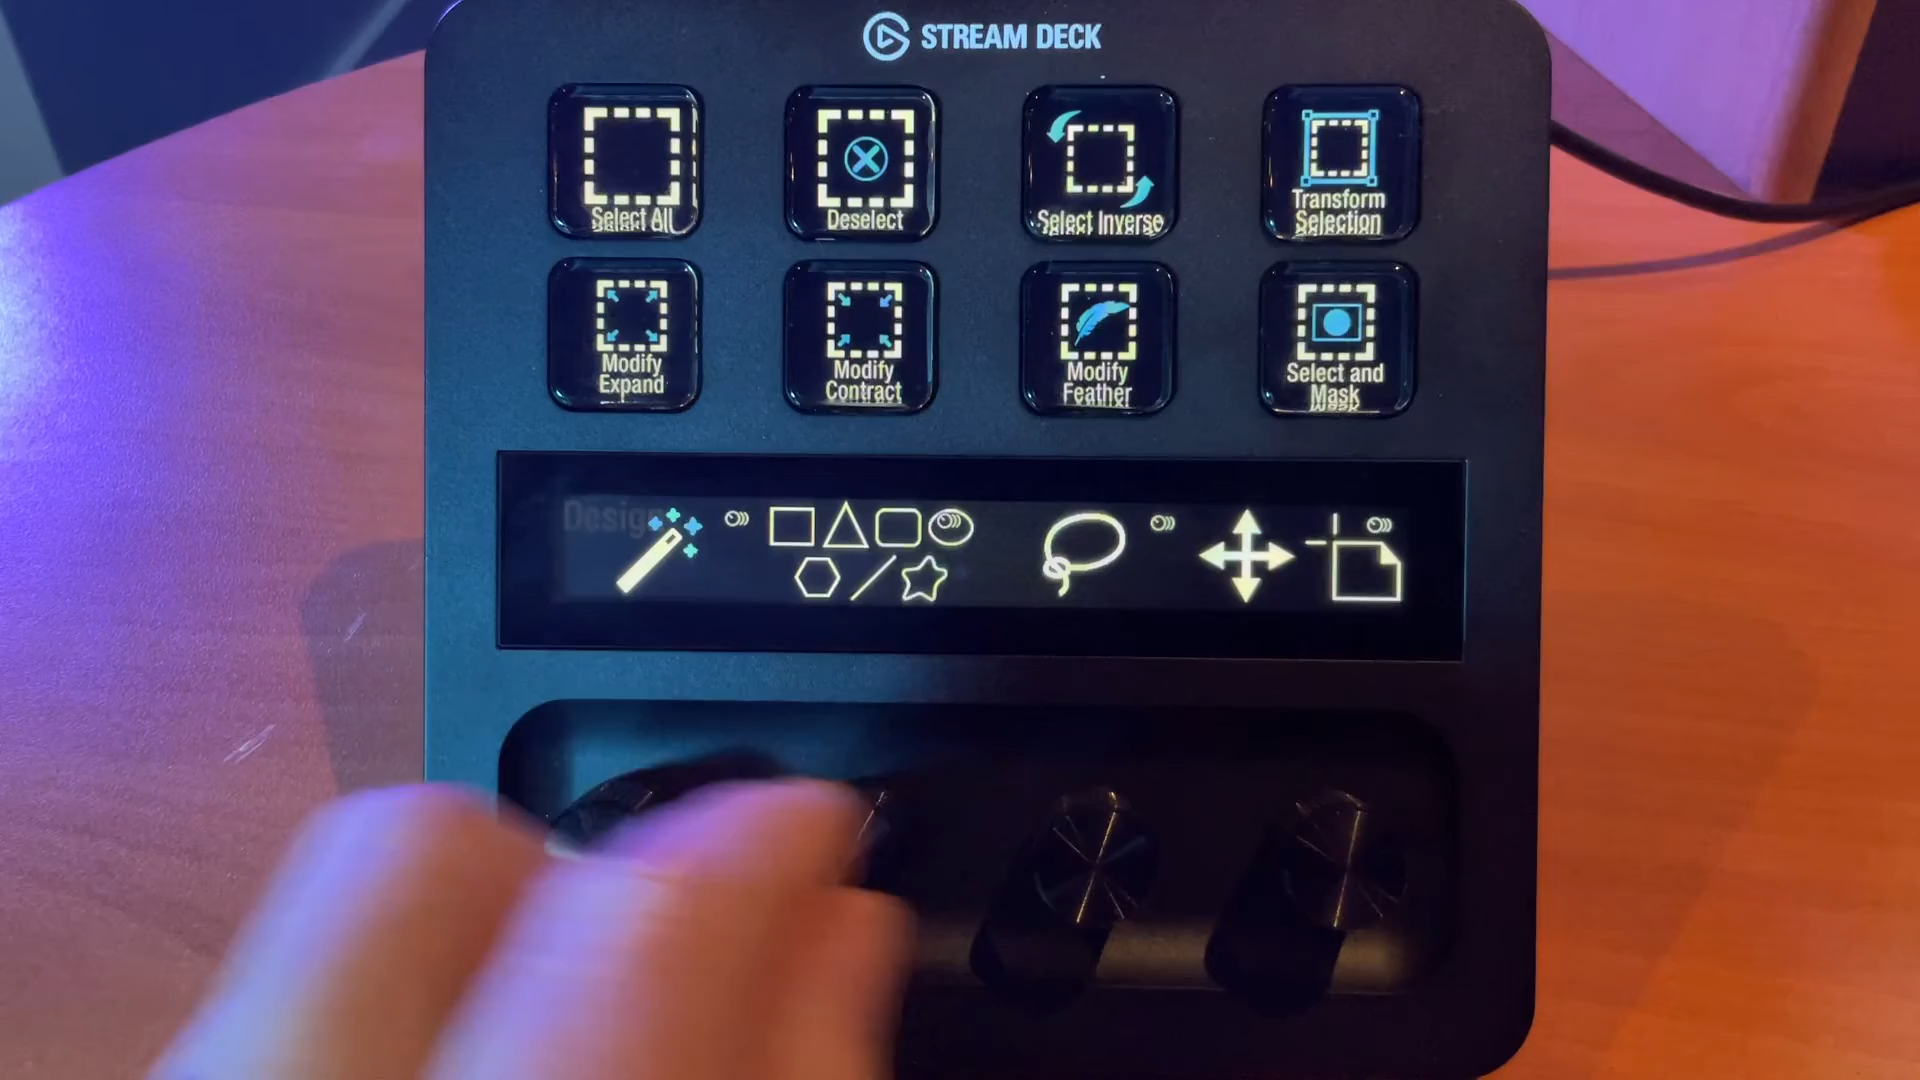 STREAM DECK
Select All
Deselect
Select Inverse
Transform
Selection
Modify
Expand
Modify
Contract
Modify
Feather
Select and
Mask